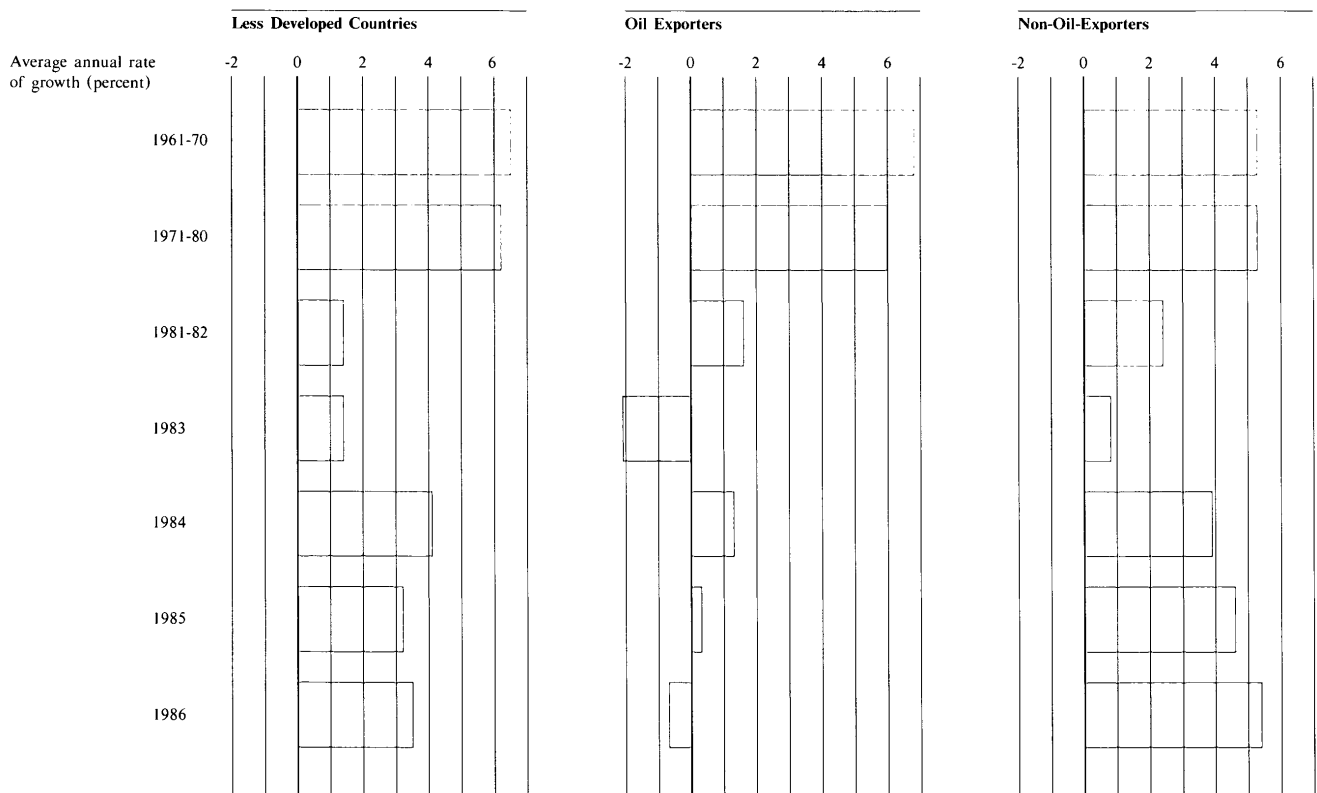 Less Developed Countries
Oil Exporters
Non-Oil-Exporters
Average annual rate
of growth (percent)
-2 0 2 4 6
-2 0 2 4 6
-2 0 2 4 6
1961-70
1971-80
1981-82
1983
1984
1985
1986